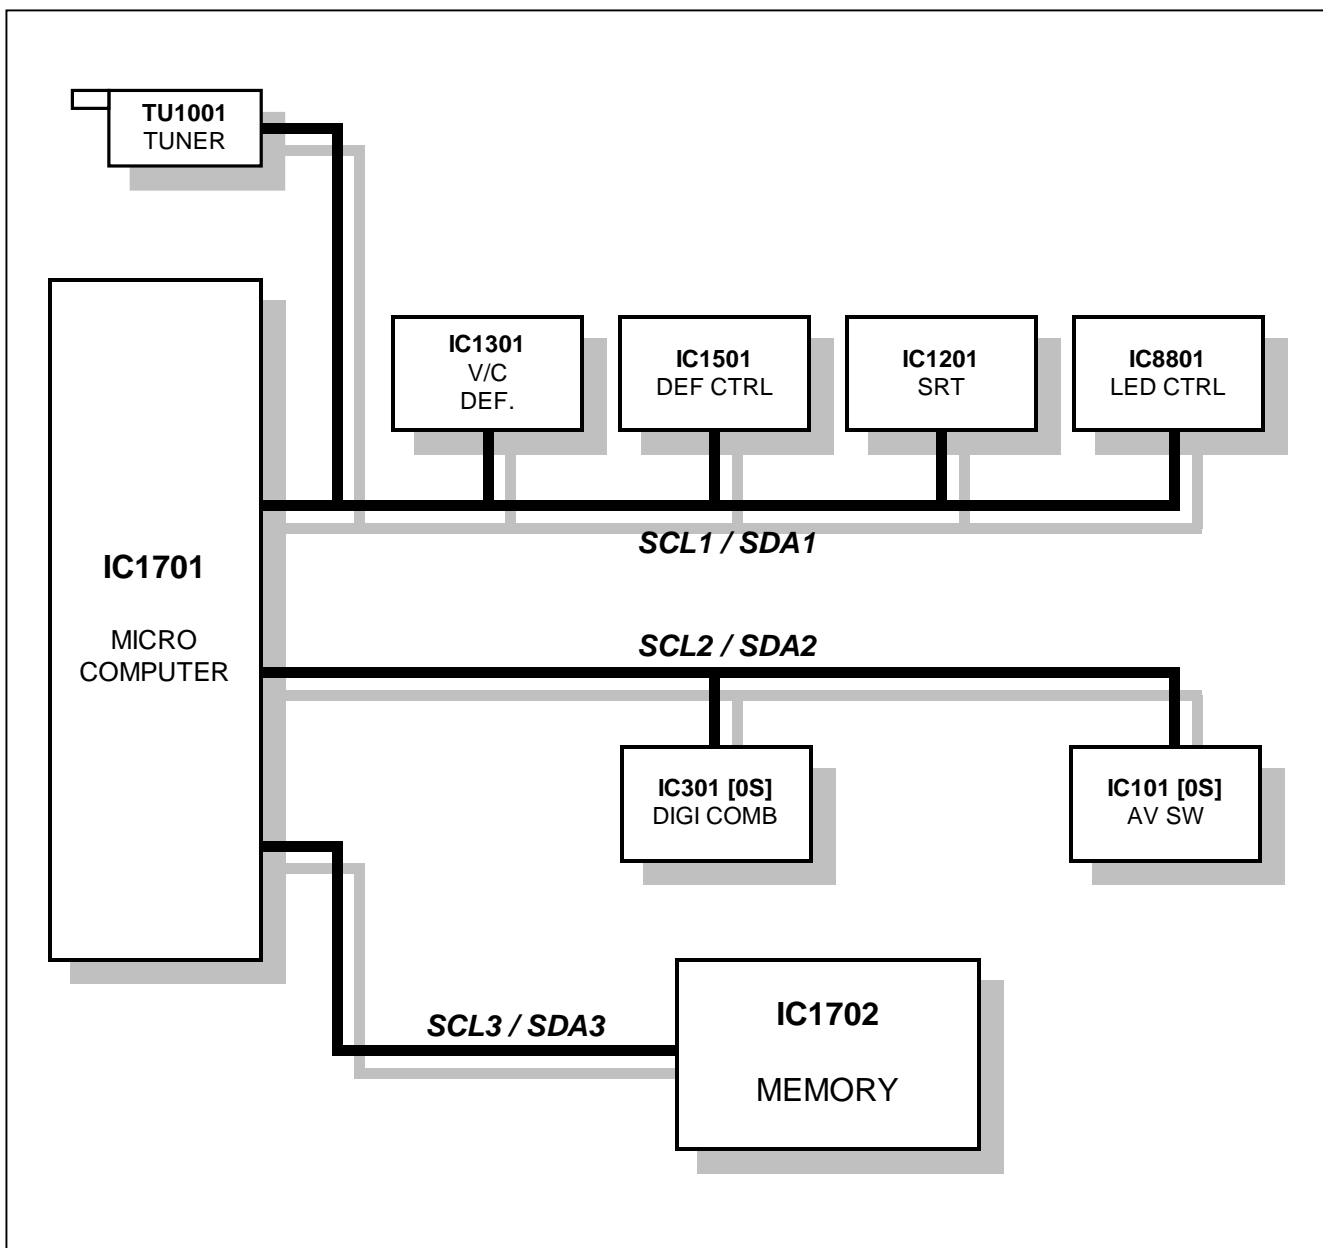 TU1001
TUNER
IC1301
V/C
DEF.
IC1501
DEF CTRL
IC1201
SRT
IC8801
LED CTRL
SCL1 / SDA1
IC1701
MICRO
COMPUTER
SCL2 / SDA2
IC301 [0S]
DIGI COMB
IC101 [0S]
AV SW
SCL3 / SDA3
IC1702
MEMORY